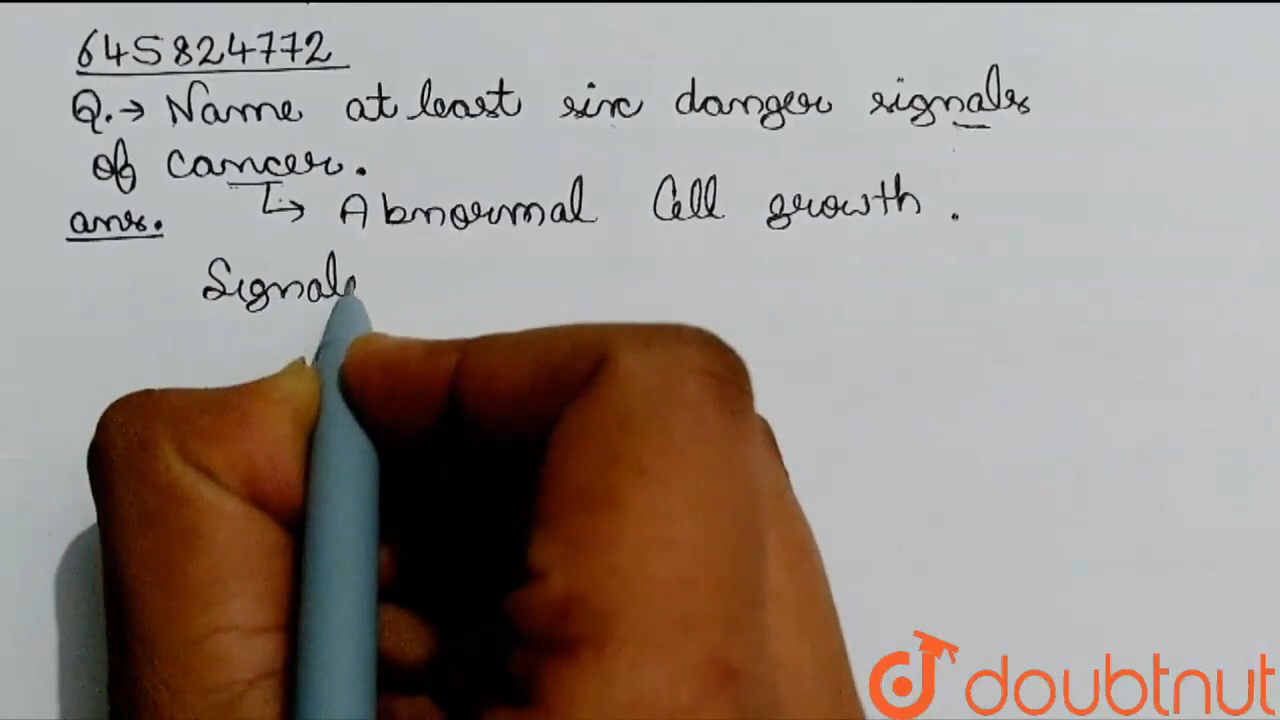 645824772
Q.→ Name at least six danger signals
of cancer.
ans. ↳ Abnormal Cell growth.
Signals
doubtnut